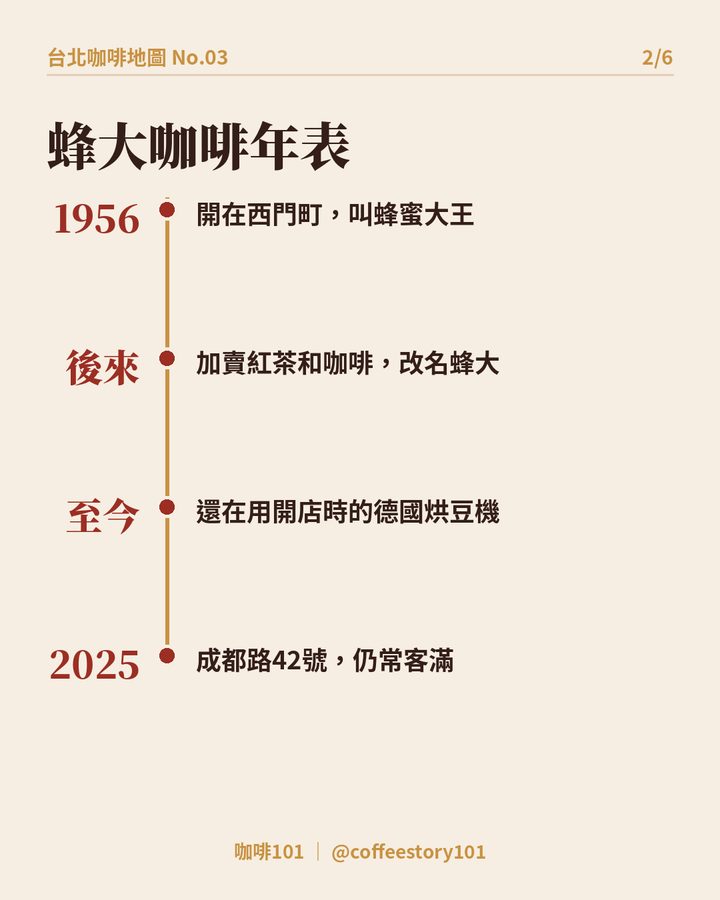 台北咖啡地圖 No.03
2/6
蜂大咖啡年表
1956 開在西門町，叫蜂蜜大王
後來 加賣紅茶和咖啡，改名蜂大
至今 還在用開店時的德國烘豆機
2025 成都路42號，仍常客滿
咖啡101｜@coffeestory101